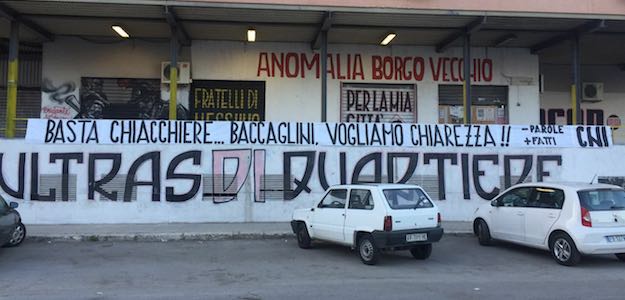 ANOMALIA BORGO VECCHIO
FRATELLI DI
NESSUNO
PER LA MIA
CITTÀ
BASTA CHIACCHIERE... BACCAGLINI, VOGLIAMO CHIAREZZA!!
- PAROLE
+ FATTI
CNI
ULTRAS DI QUARTIERE